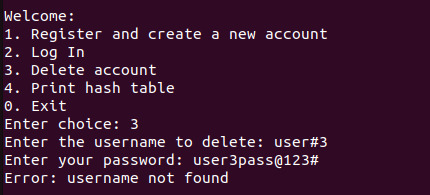 Welcome:
1. Register and create a new account
2. Log In
3. Delete account
4. Print hash table
0. Exit
Enter choice: 3
Enter the username to delete: user#3
Enter your password: user3pass@123#
Error: username not found